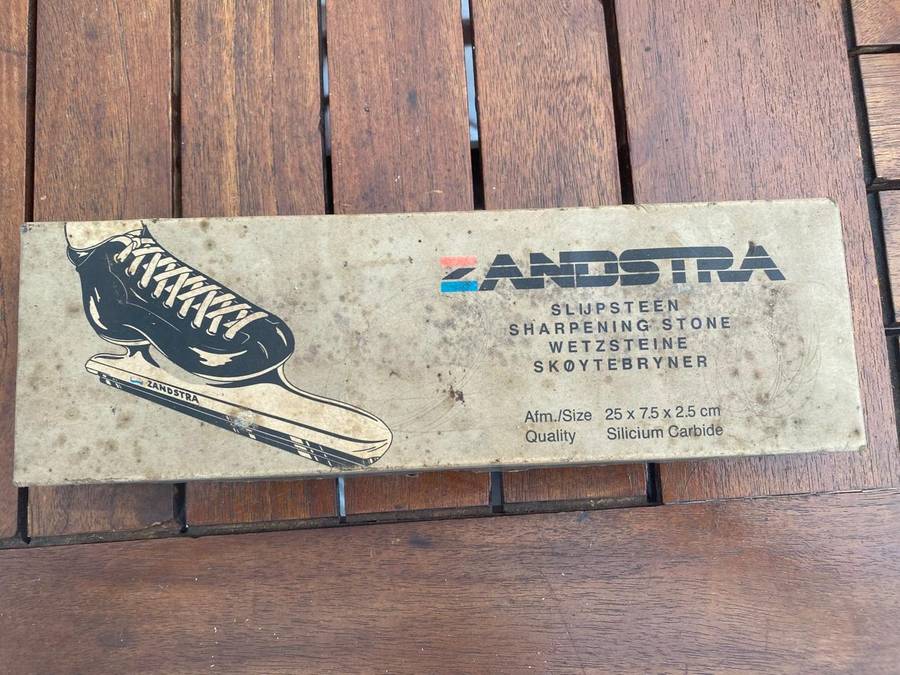 ZANDSTRA
SLIJPSTEEN
SHARPENING STONE
WETZSTEINE
SKØYTEBRYNER
Afm./Size 25 x 7.5 x 2.5 cm
Quality Silicium Carbide
ZANDSTRA